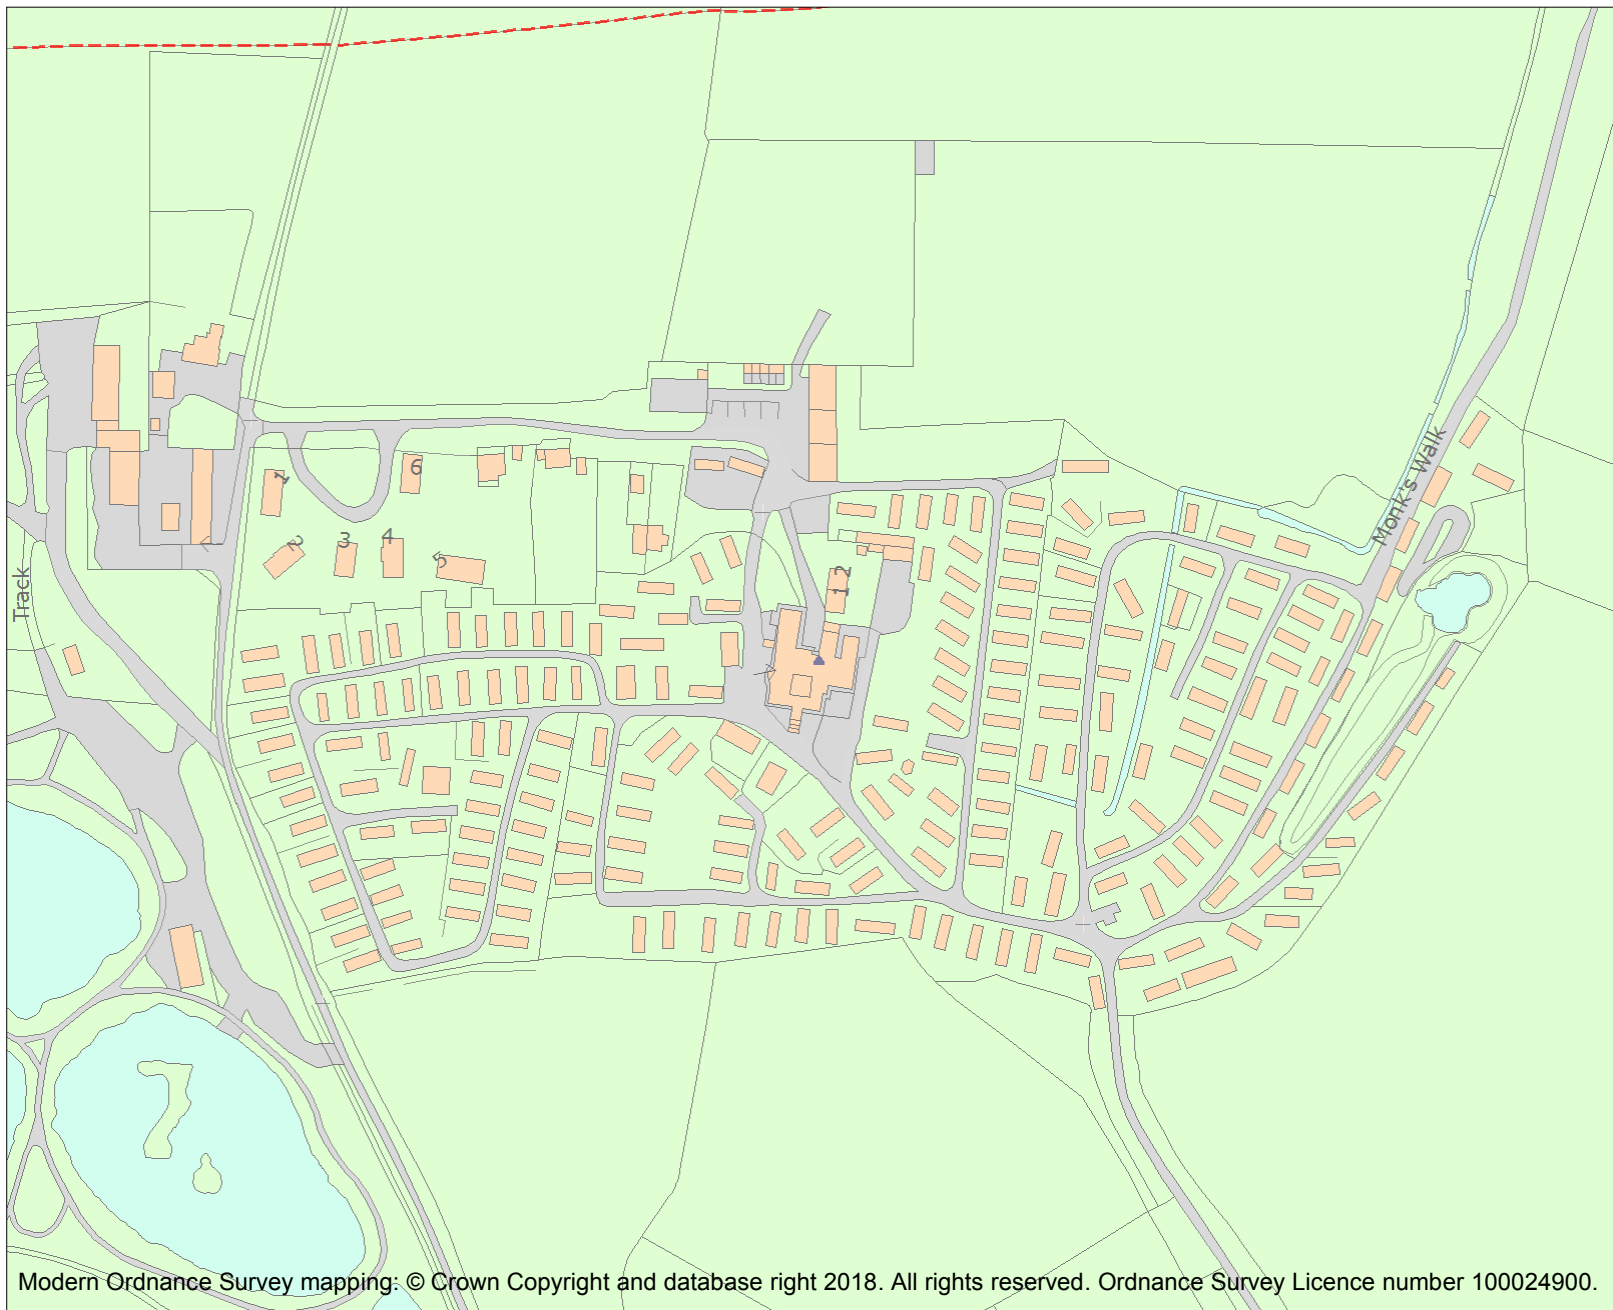 Monk's Walk
6
1
2
3
4
5
12
Track
Modern Ordnance Survey mapping: © Crown Copyright and database right 2018. All rights reserved. Ordnance Survey Licence number 100024900.